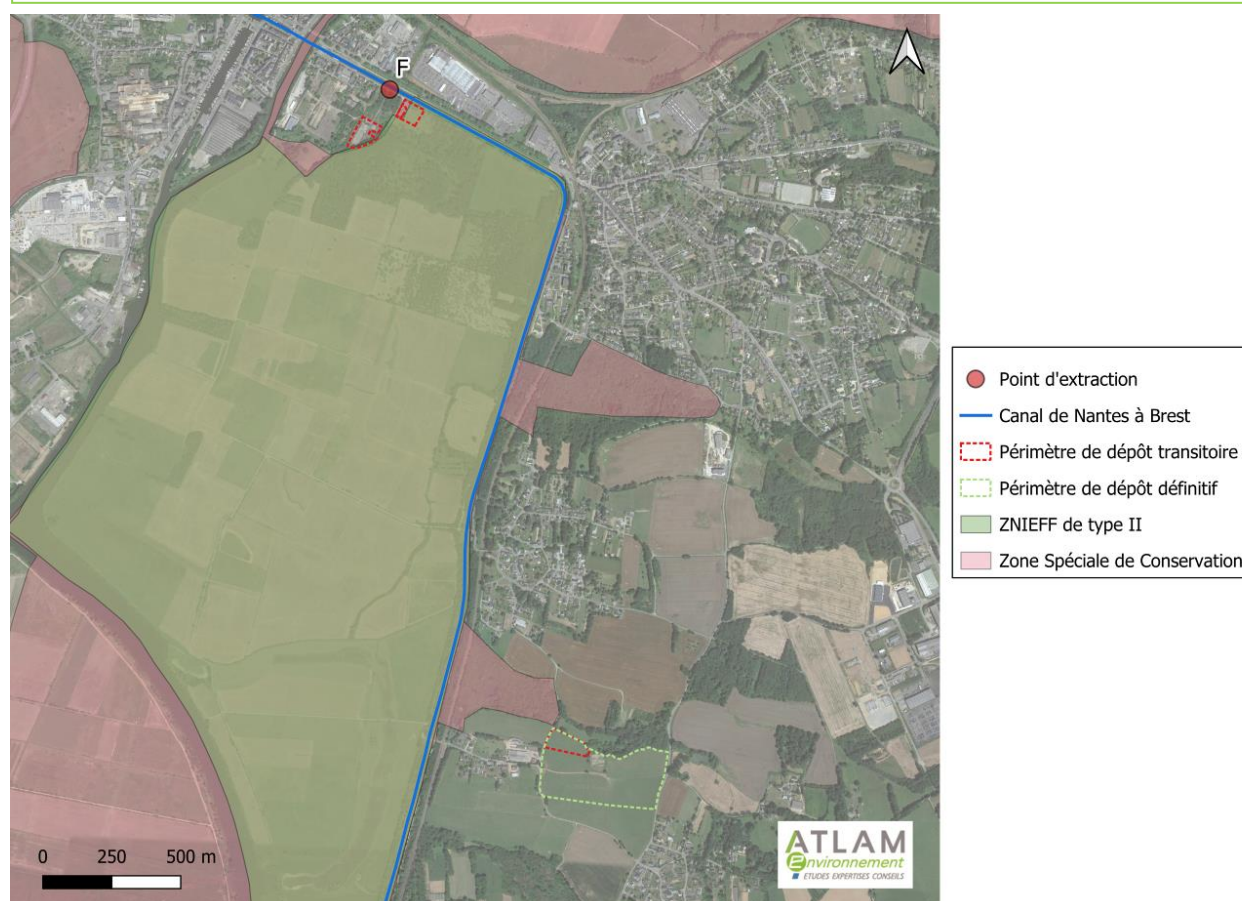 F
Point d'extraction
Canal de Nantes à Brest
Périmètre de dépôt transitoire
Périmètre de dépôt définitif
ZNIEFF de type II
Zone Spéciale de Conservation
0 250 500 m
ATLAM
environnement
ETUDES EXPERTISES CONSEILS